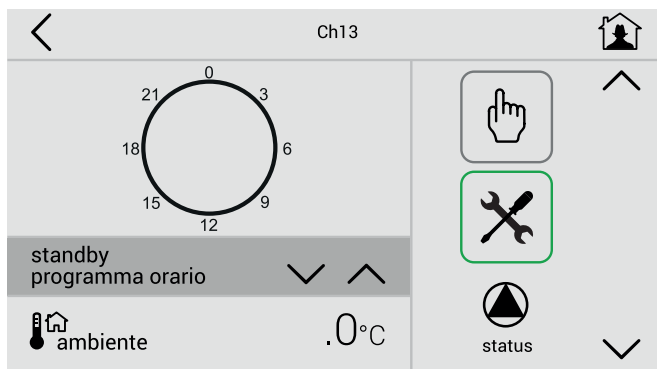 Ch13
0
21
3
18
6
15
9
12
standby
programma orario
ambiente
.0°C
status